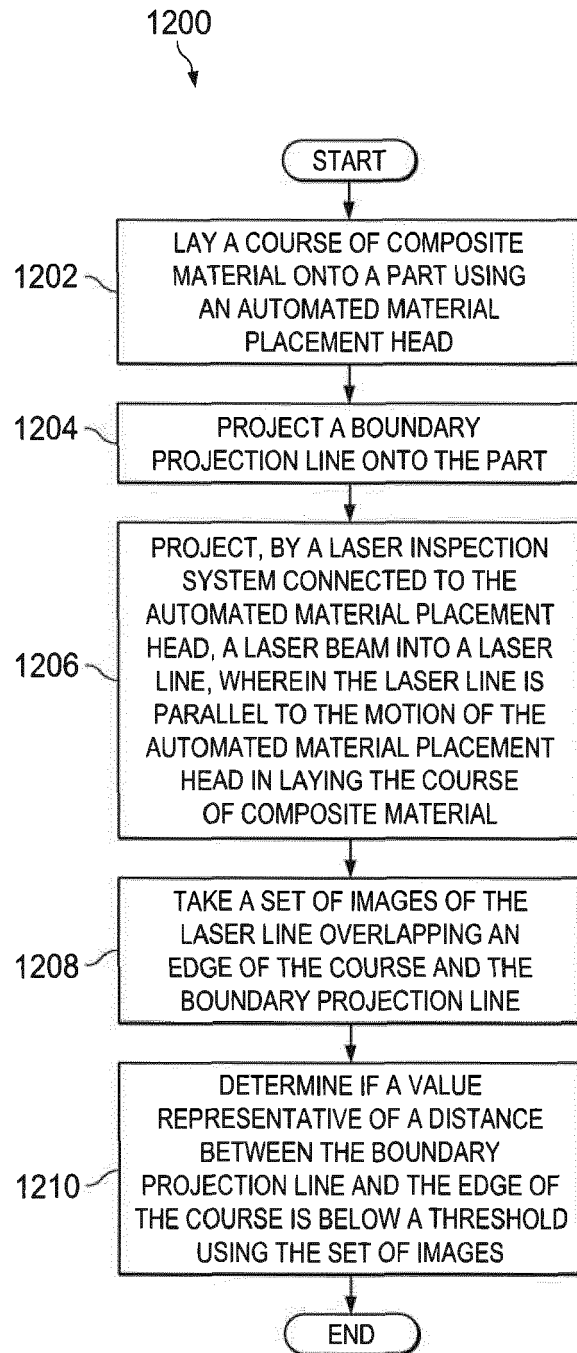 1200
START
1202
LAY A COURSE OF COMPOSITE
MATERIAL ONTO A PART USING
AN AUTOMATED MATERIAL
PLACEMENT HEAD
1204
PROJECT A BOUNDARY
PROJECTION LINE ONTO THE PART
1206
PROJECT, BY A LASER INSPECTION
SYSTEM CONNECTED TO THE
AUTOMATED MATERIAL PLACEMENT
HEAD, A LASER BEAM INTO A LASER
LINE, WHEREIN THE LASER LINE IS
PARALLEL TO THE MOTION OF THE
AUTOMATED MATERIAL PLACEMENT
HEAD IN LAYING THE COURSE
OF COMPOSITE MATERIAL
1208
TAKE A SET OF IMAGES OF THE
LASER LINE OVERLAPPING AN
EDGE OF THE COURSE AND THE
BOUNDARY PROJECTION LINE
1210
DETERMINE IF A VALUE
REPRESENTATIVE OF A DISTANCE
BETWEEN THE BOUNDARY
PROJECTION LINE AND THE EDGE OF
THE COURSE IS BELOW A THRESHOLD
USING THE SET OF IMAGES
END